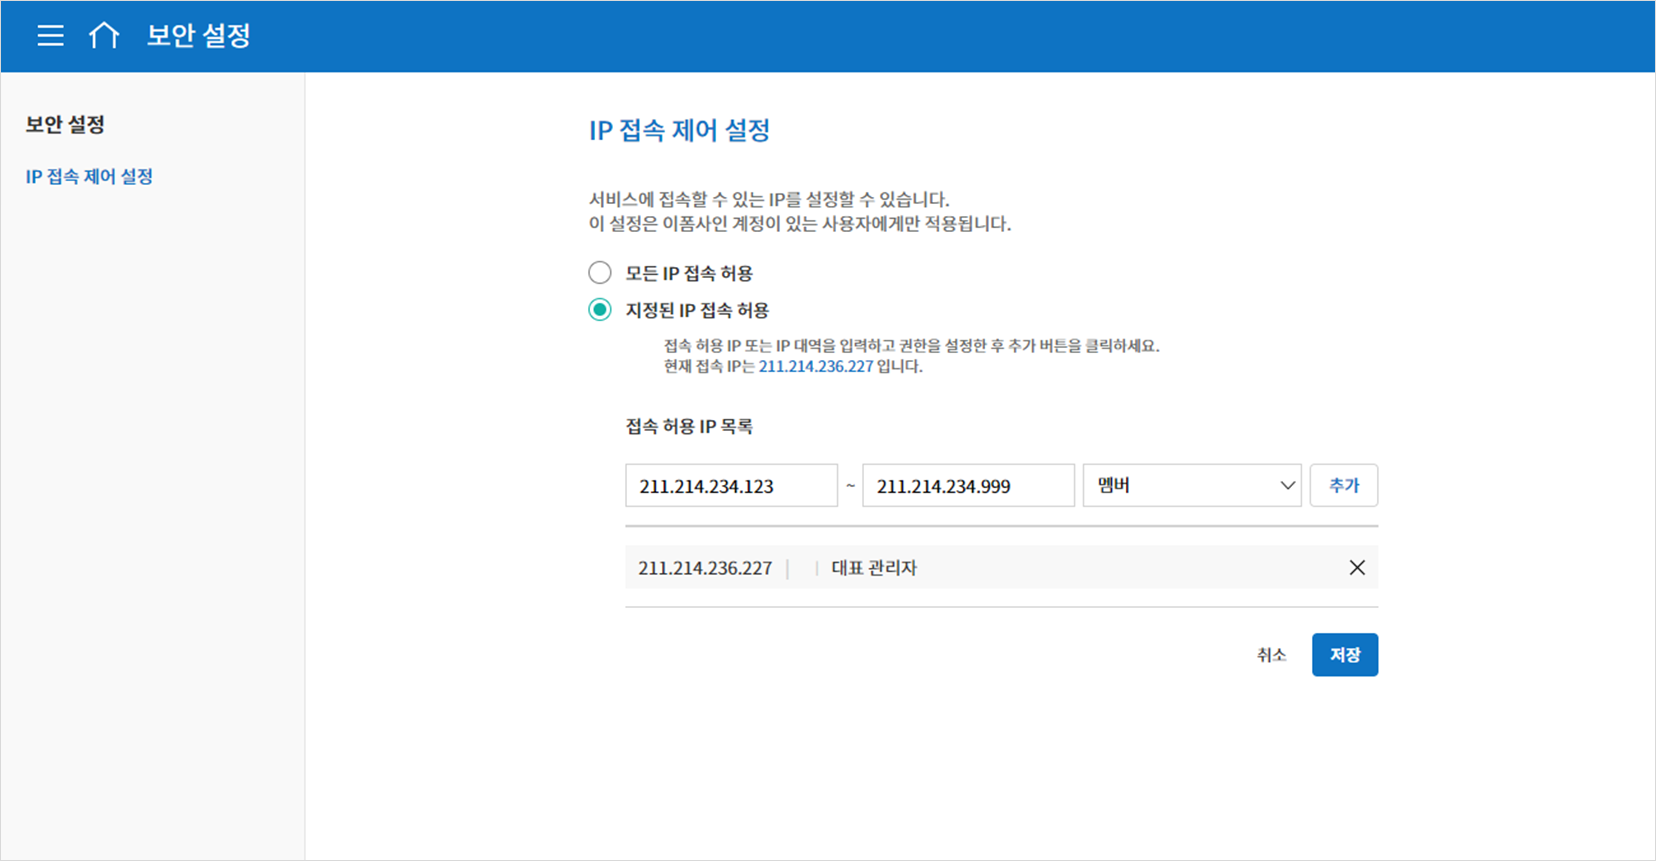 보안 설정
보안 설정
IP 접속 제어 설정
IP 접속 제어 설정
서비스에 접속할 수 있는 IP를 설정할 수 있습니다.
이 설정은 이폼사인 계정이 있는 사용자에게만 적용됩니다.
모든 IP 접속 허용
지정된 IP 접속 허용
접속 허용 IP 또는 IP 대역을 입력하고 권한을 설정한 후 추가 버튼을 클릭하세요.
현재 접속 IP는 211.214.236.227 입니다.
접속 허용 IP 목록
211.214.234.123 ~ 211.214.234.999 멤버 추가
211.214.236.227 | | 대표 관리자
취소 저장